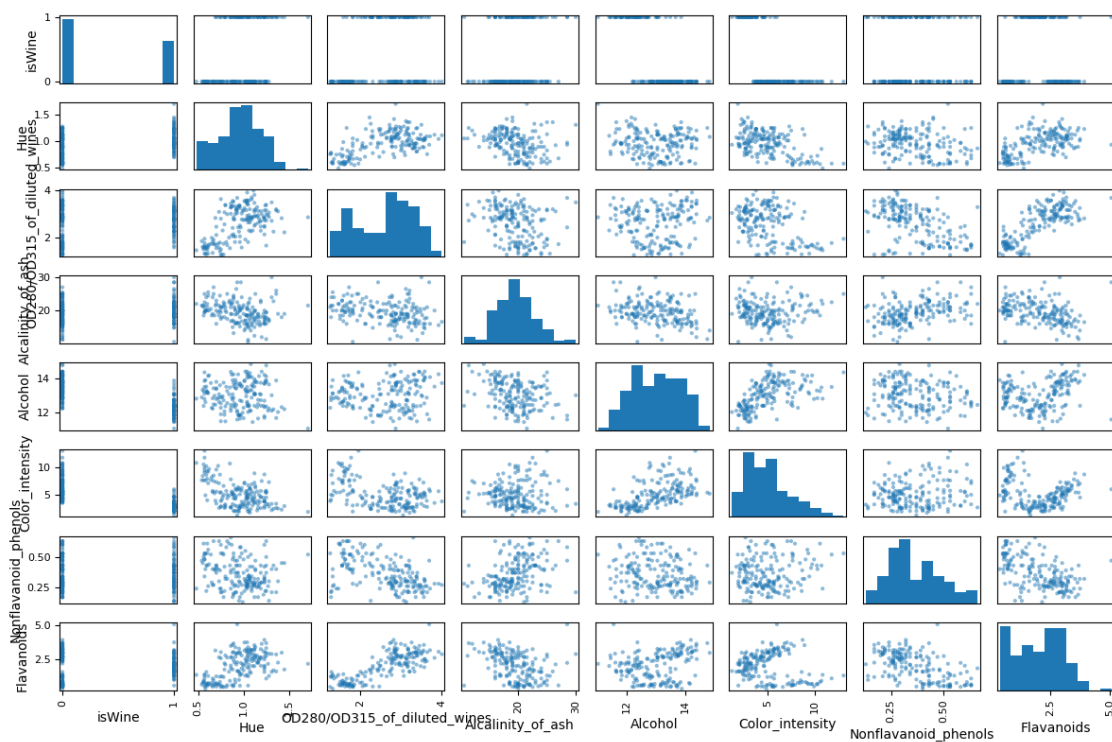 1
0
isWine
1.5
1.0
0.5
Hue
4
2
OD280/OD315_of_diluted_wines
30
20
Alcalinity_of_ash
14
12
Alcohol
10
5
Color_intensity
0.50
0.25
Nonflavanoid_phenols
5.0
2.5
Flavanoids
0 1
isWine
0.5 1.0 1.5
Hue
2 4
OD280/OD315_of_diluted_wines
20 30
Alcalinity_of_ash
12 14
Alcohol
5 10
Color_intensity
0.25 0.50
Nonflavanoid_phenols
2.5 5.0
Flavanoids